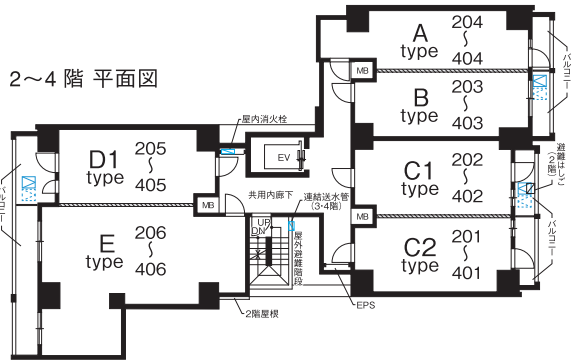 2～4階 平面図
A
type
204
～
404
MB
B
type
203
～
403
バルコニー
屋内消火栓
EV
D1
type
205
～
405
C1
type
202
～
402
避難はしご
(2階)
共用内廊下
連結送水管
(3・4階)
MB
MB
バルコニー
バルコニー
UP
DN
屋外避難階段
E
type
206
～
406
C2
type
201
～
401
EPS
2階屋根